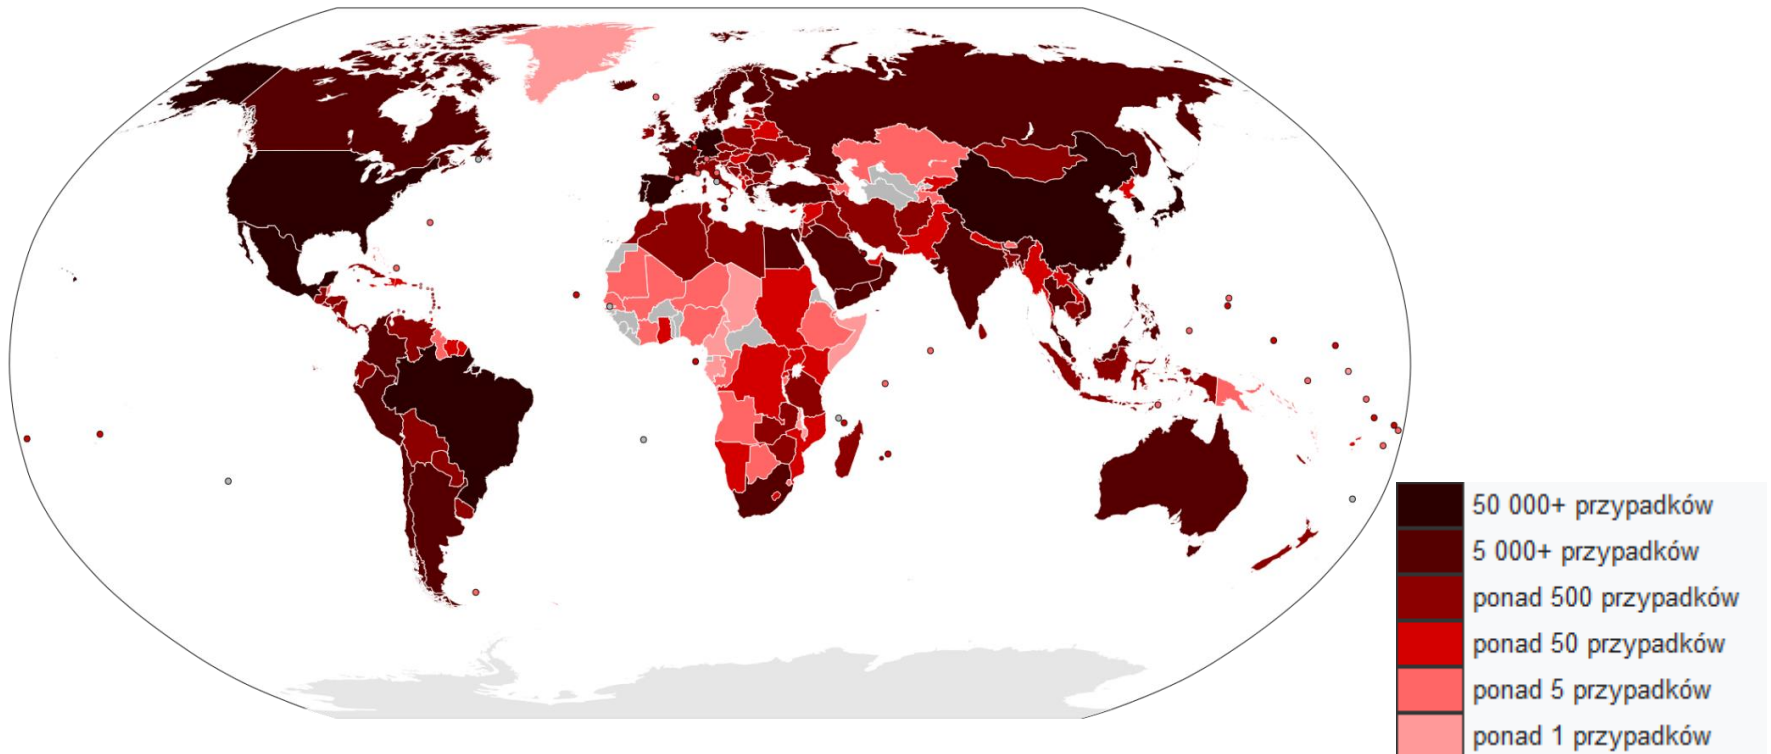 50 000+ przypadków
5 000+ przypadków
ponad 500 przypadków
ponad 50 przypadków
ponad 5 przypadków
ponad 1 przypadków